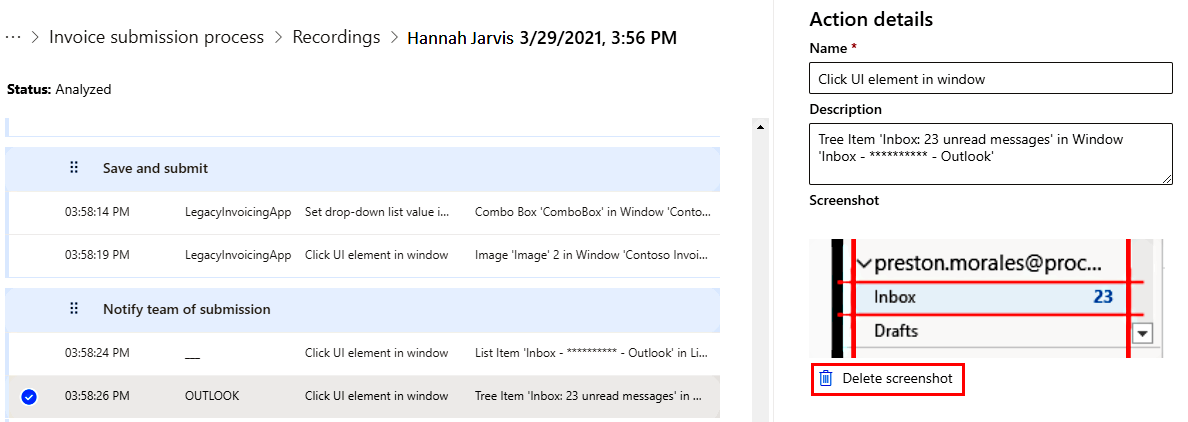 ··· > Invoice submission process > Recordings > Hannah Jarvis 3/29/2021, 3:56 PM
Status: Analyzed
Save and submit
03:58:14 PM LegacyInvoicingApp Set drop-down list value i... Combo Box 'ComboBox' in Window 'Conto...
03:58:19 PM LegacyInvoicingApp Click UI element in window Image 'Image' 2 in Window 'Contoso Invoi...
Notify team of submission
03:58:24 PM ___ Click UI element in window List Item 'Inbox - ********** - Outlook' in Li...
03:58:26 PM OUTLOOK Click UI element in window Tree Item 'Inbox: 23 unread messages' in ...
Action details
Name *
Click UI element in window
Description
Tree Item 'Inbox: 23 unread messages' in Window
'Inbox - ********** - Outlook'
Screenshot
preston.morales@proc...
Inbox 23
Drafts
Delete screenshot